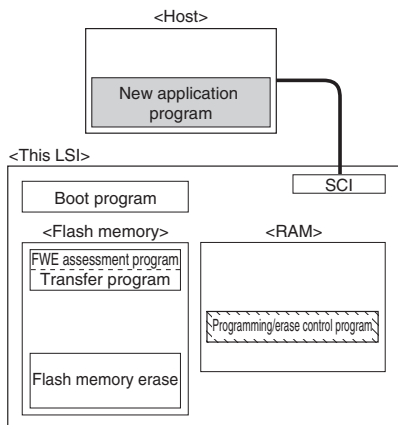 <Host>
New application
program
<This LSI>
SCI
Boot program
<Flash memory>
<RAM>
FWE assessment program
Transfer program
Programming/erase control program
Flash memory erase